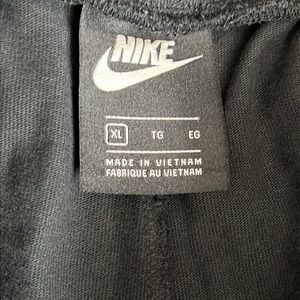 NIKE
XL TG EG
MADE IN VIETNAM
FABRIQUE AU VIETNAM